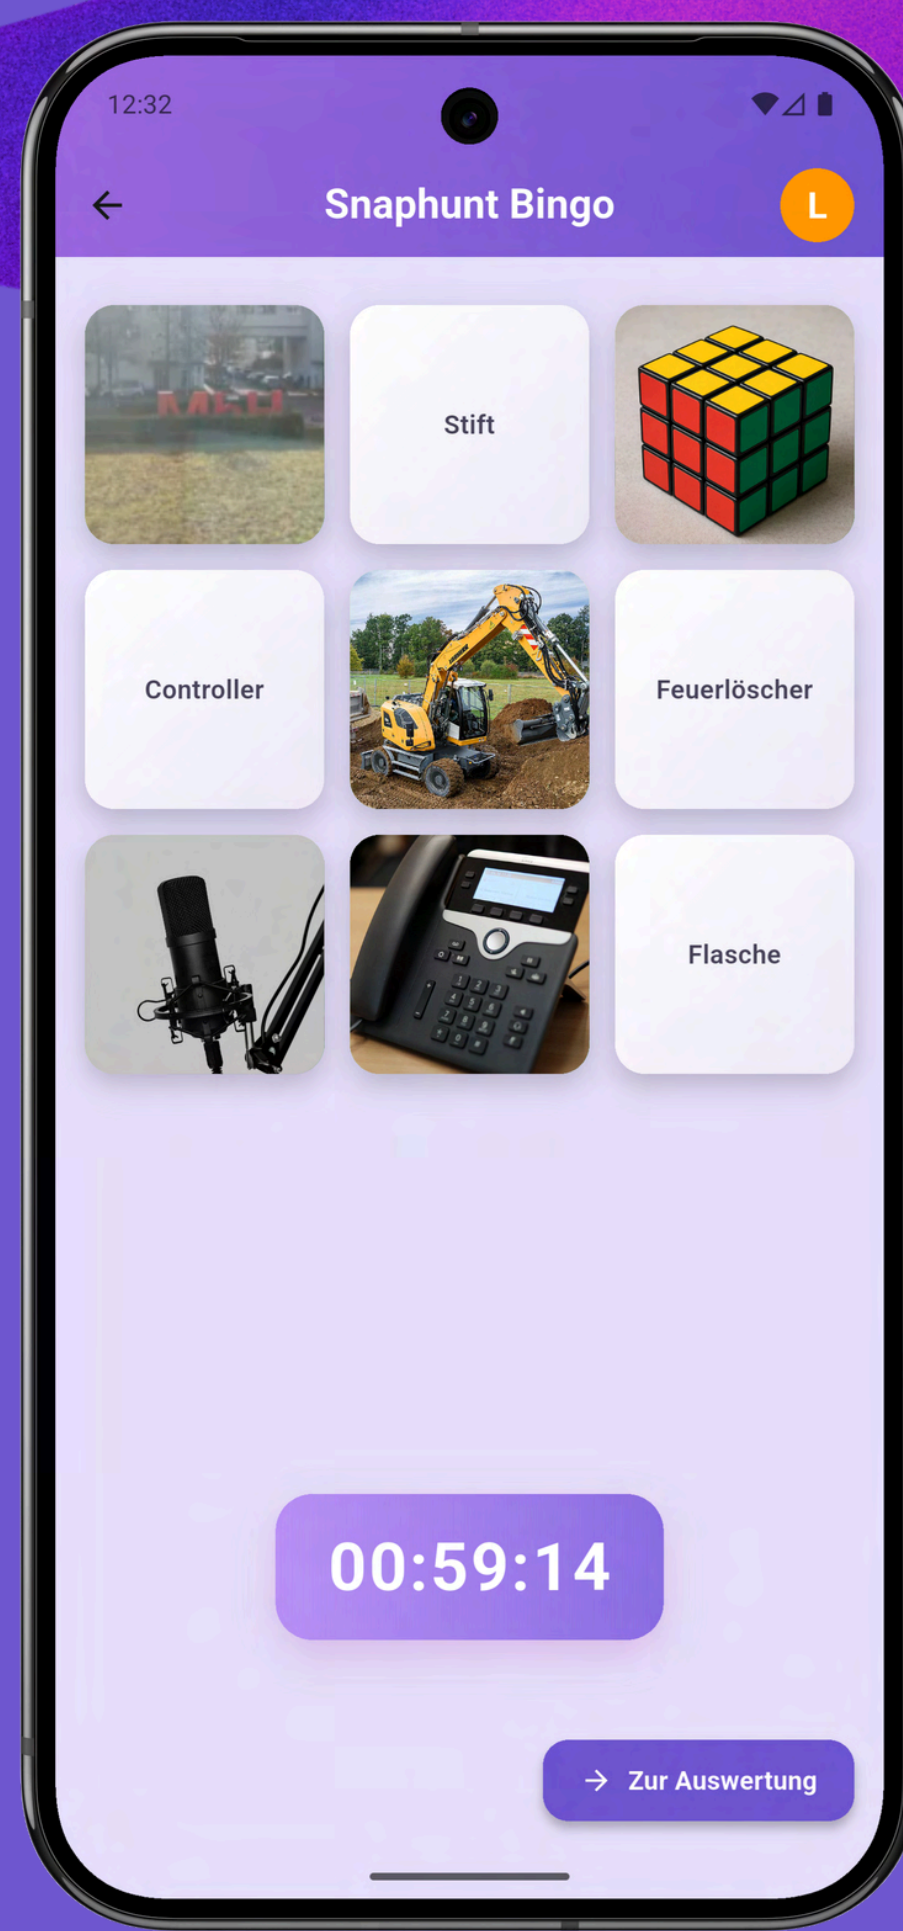 12:32
Snaphunt Bingo
L
Stift
Controller
Feuerlöscher
Flasche
00:59:14
Zur Auswertung